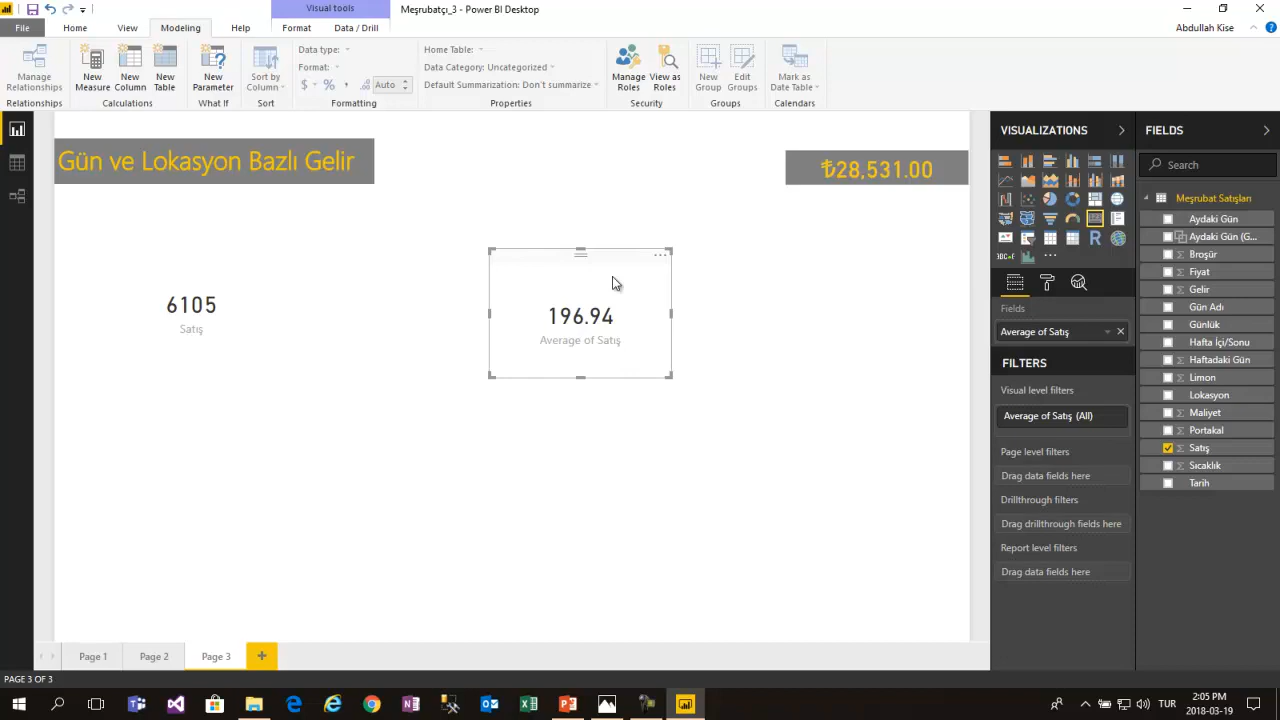 Visual tools
Meşrubatçı_3 - Power BI Desktop
File
Home
View
Modeling
Help
Format
Data / Drill
Abdullah Kise
Manage Relationships
New Measure
New Column
New Table
New Parameter
Sort by Column
Data type:
Format:
$ % , Auto
Home Table:
Data Category: Uncategorized
Default Summarization: Don't summarize
Manage Roles
View as Roles
New Group
Edit Groups
Mark as Date Table
Relationships
Calculations
What If
Sort
Formatting
Properties
Security
Groups
Calendars
Gün ve Lokasyon Bazlı Gelir
₺28,531.00
6105
Satış
196.94
Average of Satış
VISUALIZATIONS
R
Fields
Average of Satış
FILTERS
Visual level filters
Average of Satış (All)
Page level filters
Drag data fields here
Drillthrough filters
Drag drillthrough fields here
Report level filters
Drag data fields here
FIELDS
Search
Meşrubat Satışları
Aydaki Gün
Aydaki Gün (G...
Broşür
Fiyat
Gelir
Gün Adı
Günlük
Hafta İçi/Sonu
Haftadaki Gün
Limon
Lokasyon
Maliyet
Portakal
Satış
Sıcaklık
Tarih
Page 1
Page 2
Page 3
PAGE 3 OF 3
TUR
2:05 PM
2018-03-19